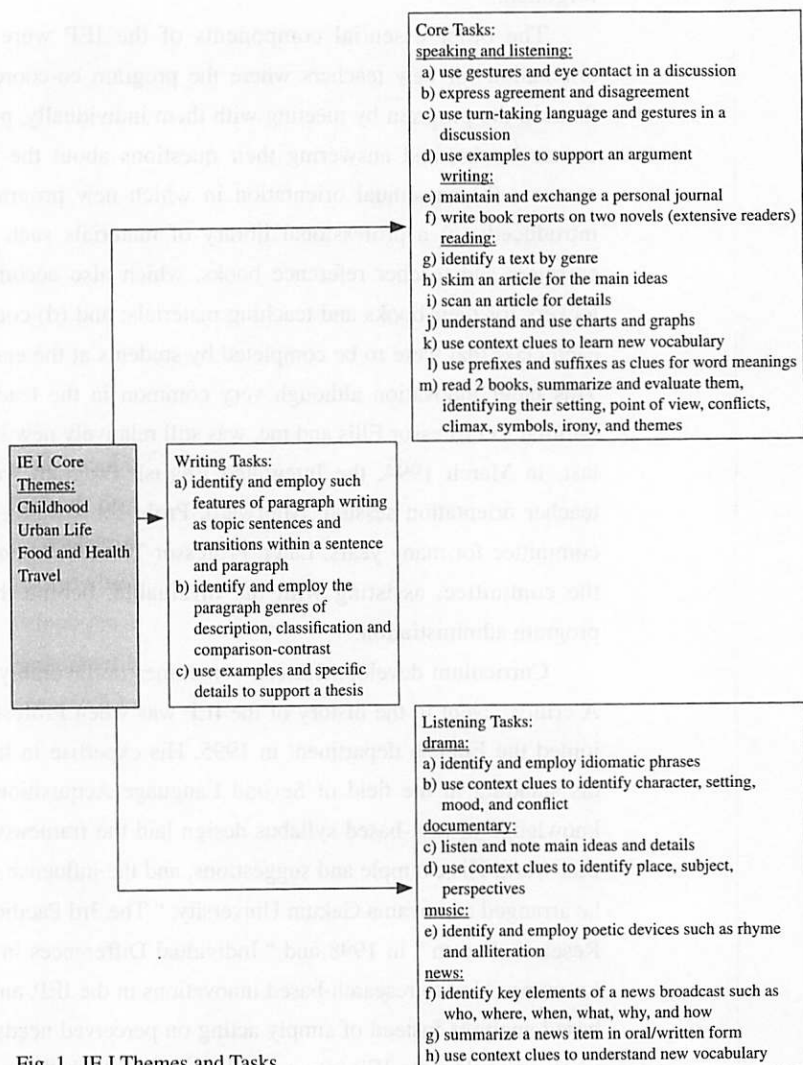 Core Tasks:
speaking and listening:
a) use gestures and eye contact in a discussion
b) express agreement and disagreement
c) use turn-taking language and gestures in a
discussion
d) use examples to support an argument
writing:
e) maintain and exchange a personal journal
f) write book reports on two novels (extensive readers)
reading:
g) identify a text by genre
h) skim an article for the main ideas
i) scan an article for details
j) understand and use charts and graphs
k) use context clues to learn new vocabulary
l) use prefixes and suffixes as clues for word meanings
m) read 2 books, summarize and evaluate them,
identifying their setting, point of view, conflicts,
climax, symbols, irony, and themes
IE I Core
Themes:
Childhood
Urban Life
Food and Health
Travel
Writing Tasks:
a) identify and employ such
features of paragraph writing
as topic sentences and
transitions within a sentence
and paragraph
b) identify and employ the
paragraph genres of
description, classification and
comparison-contrast
c) use examples and specific
details to support a thesis
Listening Tasks:
drama:
a) identify and employ idiomatic phrases
b) use context clues to identify character, setting,
mood, and conflict
documentary:
c) listen and note main ideas and details
d) use context clues to identify place, subject,
perspectives
music:
e) identify and employ poetic devices such as rhyme
and alliteration
news:
f) identify key elements of a news broadcast such as
who, where, when, what, why, and how
g) summarize a news item in oral/written form
h) use context clues to understand new vocabulary
Fig. 1 IE I Themes and Tasks